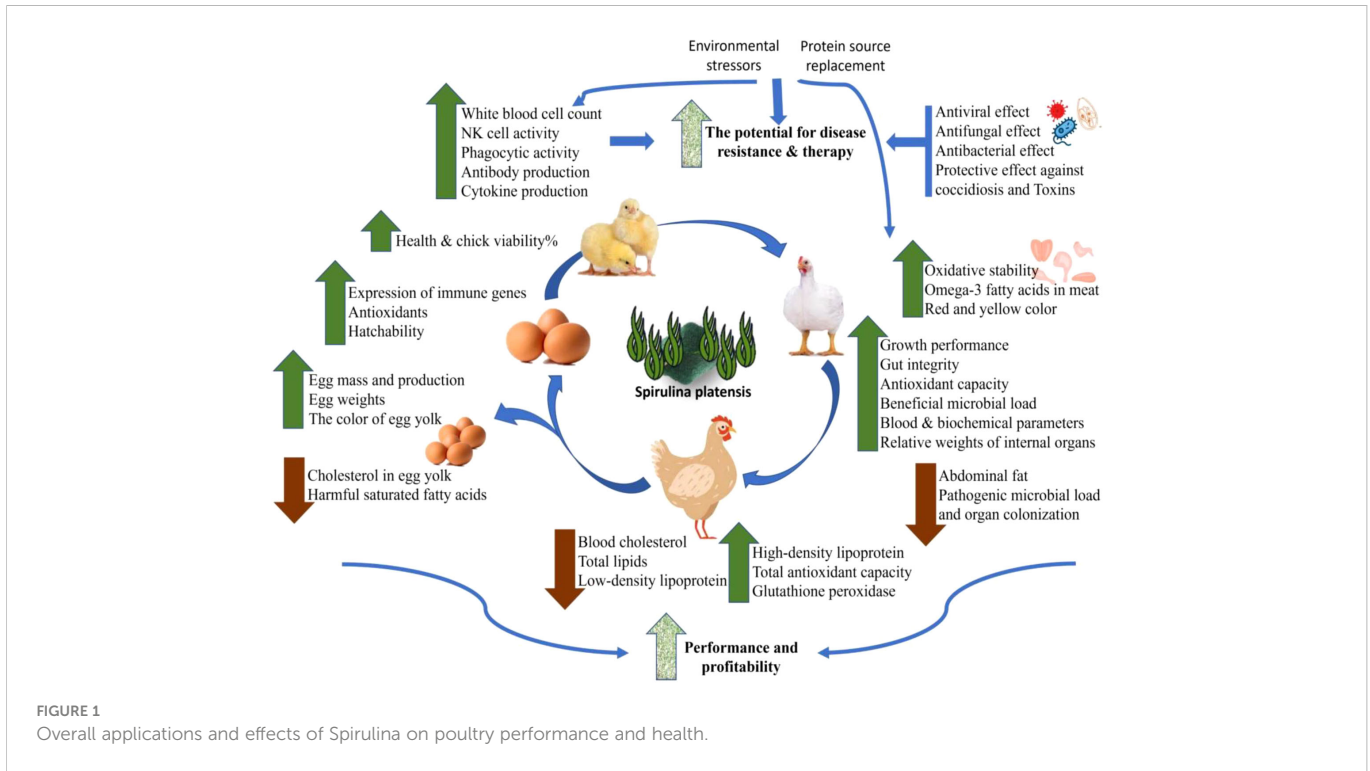 Environmental
stressors
Protein source
replacement
White blood cell count
NK cell activity
Phagocytic activity
Antibody production
Cytokine production
The potential for disease
resistance & therapy
Antiviral effect
Antifungal effect
Antibacterial effect
Protective effect against
coccidiosis and Toxins
Health & chick viability%
Expression of immune genes
Antioxidants
Hatchability
Oxidative stability
Omega-3 fatty acids in meat
Red and yellow color
Growth performance
Gut integrity
Antioxidant capacity
Beneficial microbial load
Blood & biochemical parameters
Relative weights of internal organs
Spirulina platensis
Egg mass and production
Egg weights
The color of egg yolk
Cholesterol in egg yolk
Harmful saturated fatty acids
Abdominal fat
Pathogenic microbial load
and organ colonization
Blood cholesterol
Total lipids
Low-density lipoprotein
High-density lipoprotein
Total antioxidant capacity
Glutathione peroxidase
Performance and
profitability
FIGURE 1
Overall applications and effects of Spirulina on poultry performance and health.